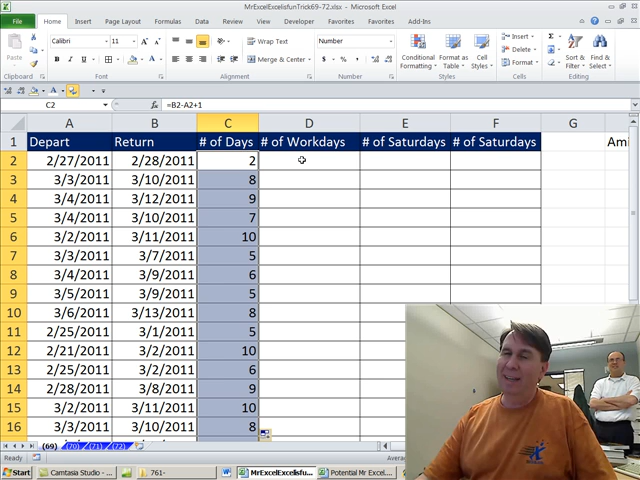 MrExcelExcelisfunTrick69-72.xlsx - Microsoft Excel
File Home Insert Page Layout Formulas Data Review View Developer Navigator PowerPivot Add-Ins
Calibri 11 Wrap Text Number Insert
Paste Merge & Center Conditional Formatting Format as Table Cell Styles Delete Sort & Filter Find & Select
Format
Clipboard Font Alignment Number Styles Cells Editing
C2 =B2-A2+1
A B C D E F G H
1 Depart Return # of Days # of Workdays # of Saturdays # of Saturdays Ami
2 2/27/2011 2/28/2011 2
3 3/3/2011 3/10/2011 8
4 3/4/2011 3/12/2011 9
5 3/4/2011 3/10/2011 7
6 3/2/2011 3/11/2011 10
7 3/3/2011 3/7/2011 5
8 3/4/2011 3/9/2011 6
9 3/5/2011 3/9/2011 5
10 3/6/2011 3/13/2011 8
11 2/25/2011 3/1/2011 5
12 2/21/2011 3/2/2011 10
13 2/25/2011 3/2/2011 6
14 2/28/2011 3/8/2011 9
15 3/2/2011 3/11/2011 10
16 3/3/2011 3/10/2011 8
(69) (70) (71) (72)
Ready
Start Camtasia Studio - 761- MrExcelExcelisfu... Potential Mr Excel...